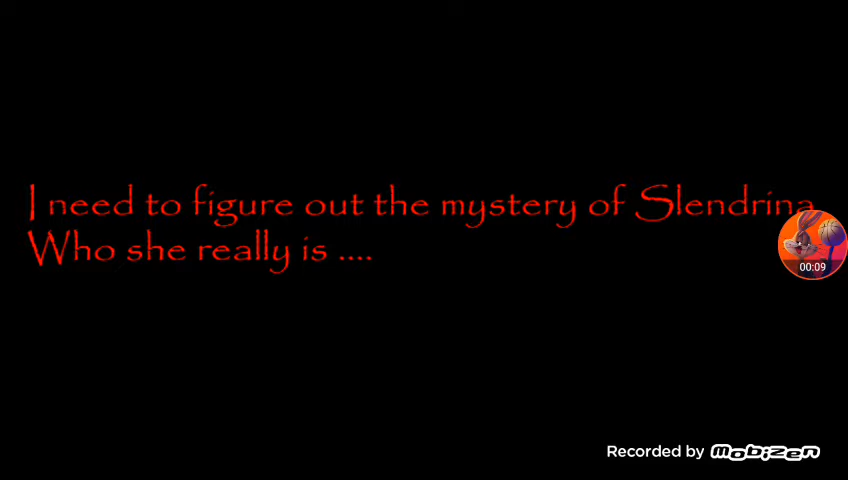 I need to figure out the mystery of Slendrina
Who she really is ....
00:09
Recorded by mobizen